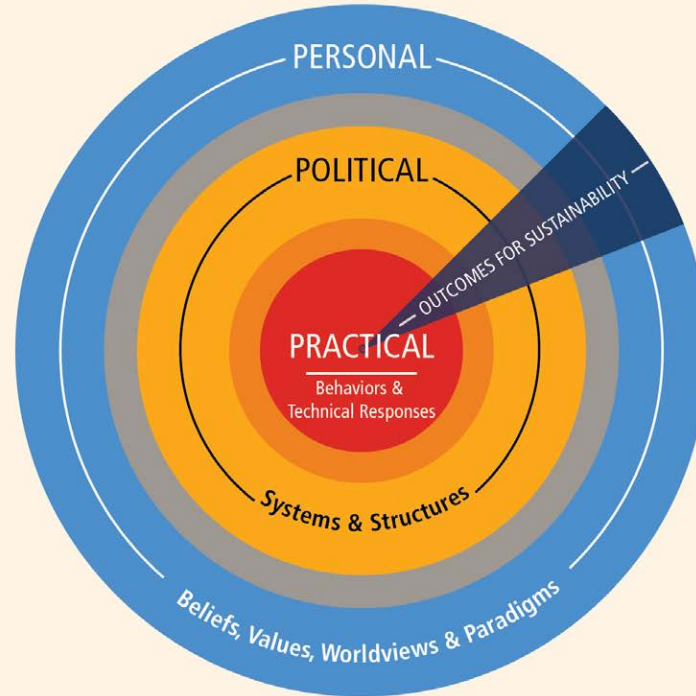 PERSONAL
POLITICAL
OUTCOMES FOR SUSTAINABILITY
PRACTICAL
Behaviors &
Technical Responses
Systems & Structures
Beliefs, Values, Worldviews & Paradigms